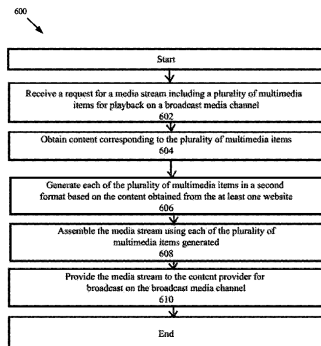 600
Start
Receive a request for a media stream including a plurality of multimedia
items for playback on a broadcast media channel
602
Obtain content corresponding to the plurality of multimedia items
604
Generate each of the plurality of multimedia items in a second
format based on the content obtained from the at least one website
606
Assemble the media stream using each of the plurality of
multimedia items generated
608
Provide the media stream to the content provider for
broadcast on the broadcast media channel
610
End